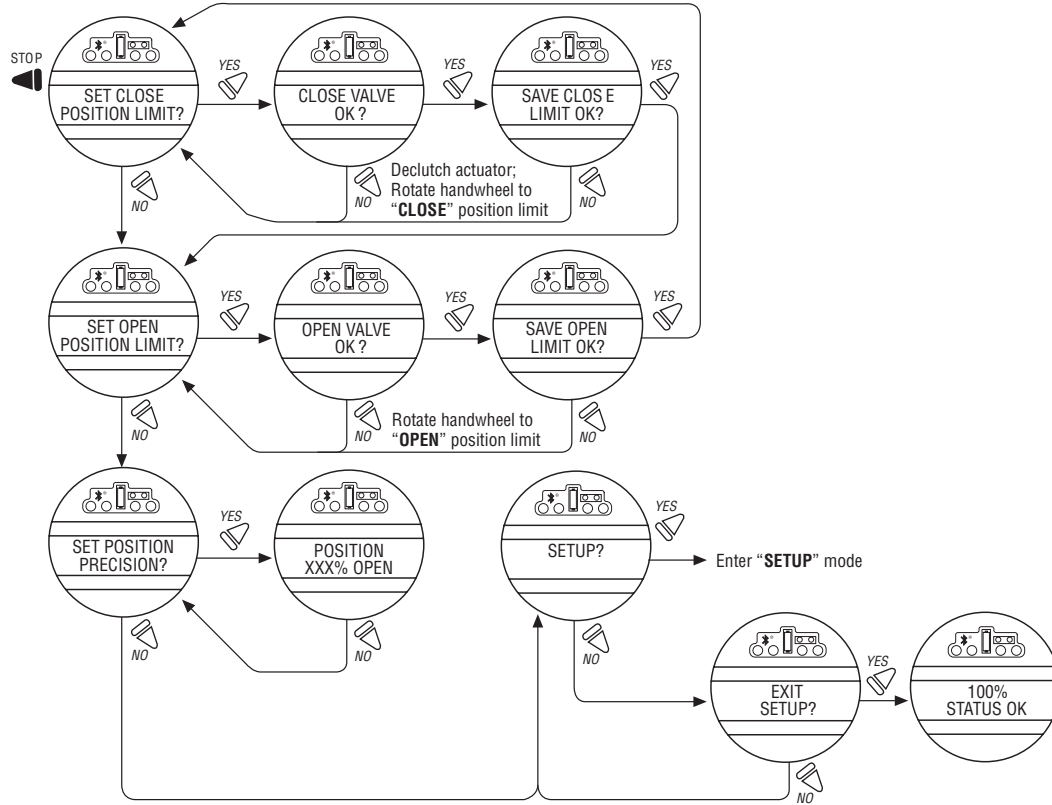 STOP
SET CLOSE
POSITION LIMIT?
YES
CLOSE VALVE
OK ?
YES
SAVE CLOS E
LIMIT OK?
YES
NO
NO
Declutch actuator;
Rotate handwheel to
“CLOSE” position limit
NO
SET OPEN
POSITION LIMIT?
YES
OPEN VALVE
OK ?
YES
SAVE OPEN
LIMIT OK?
YES
NO
NO
Rotate handwheel to
“OPEN” position limit
NO
SET POSITION
PRECISION?
YES
POSITION
XXX% OPEN
SETUP?
YES
Enter “SETUP” mode
NO
NO
NO
EXIT
SETUP?
YES
100%
STATUS OK
NO